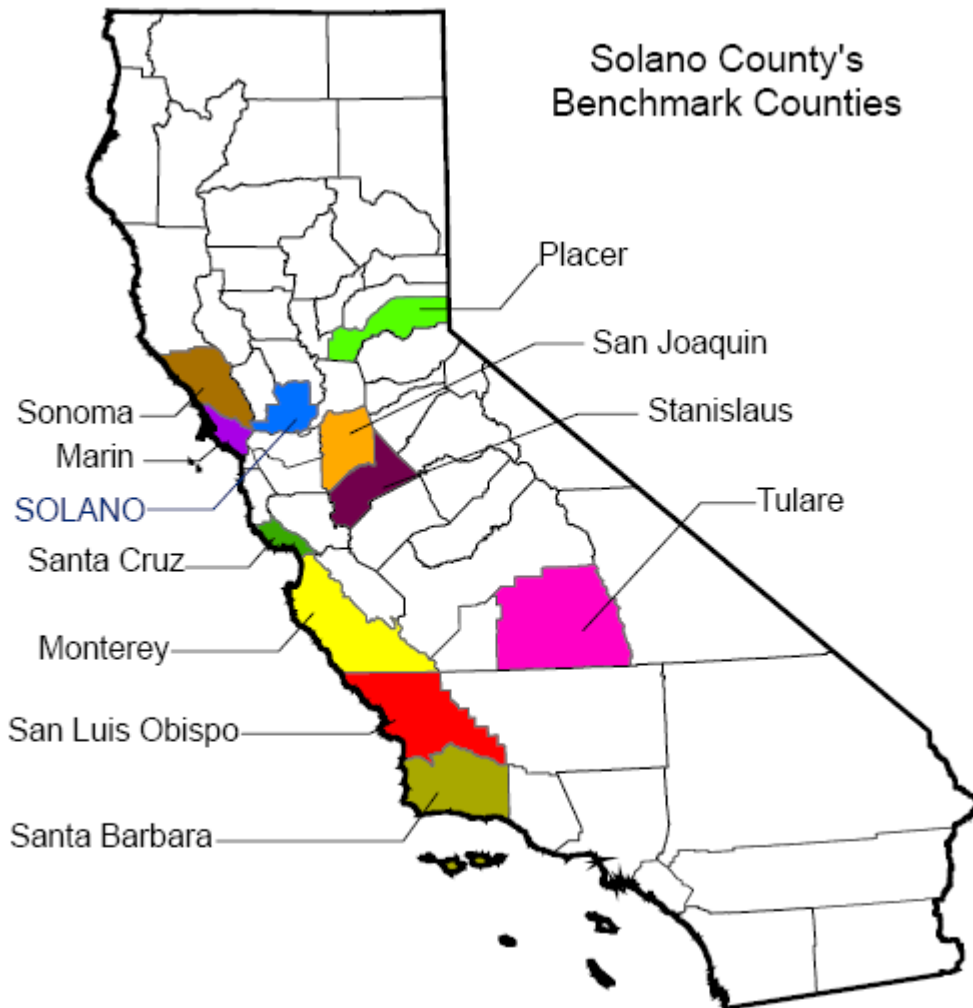 Solano County's
Benchmark Counties
Placer
San Joaquin
Stanislaus
Tulare
Sonoma
Marin
SOLANO
Santa Cruz
Monterey
San Luis Obispo
Santa Barbara